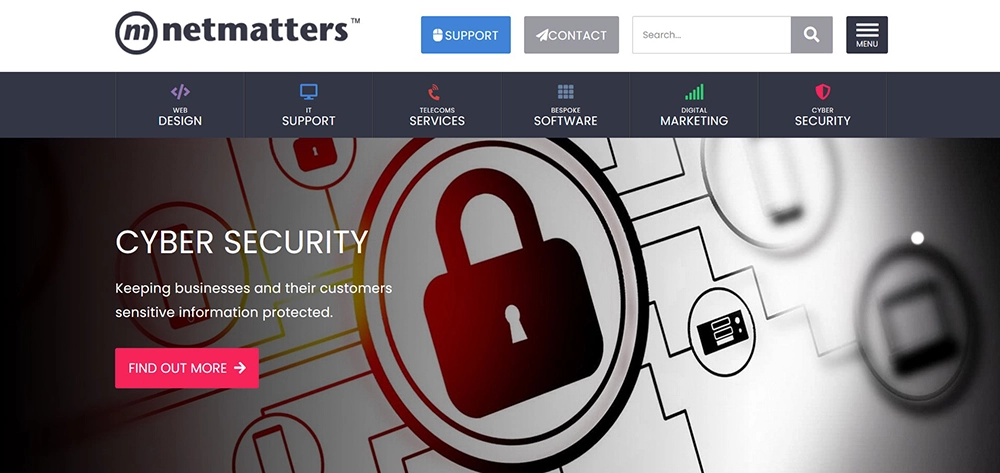 m netmatters™
SUPPORT
CONTACT
Search...
MENU
WEB
DESIGN
IT
SUPPORT
TELECOMS
SERVICES
BESPOKE
SOFTWARE
DIGITAL
MARKETING
CYBER
SECURITY
CYBER SECURITY
Keeping businesses and their customers
sensitive information protected.
FIND OUT MORE